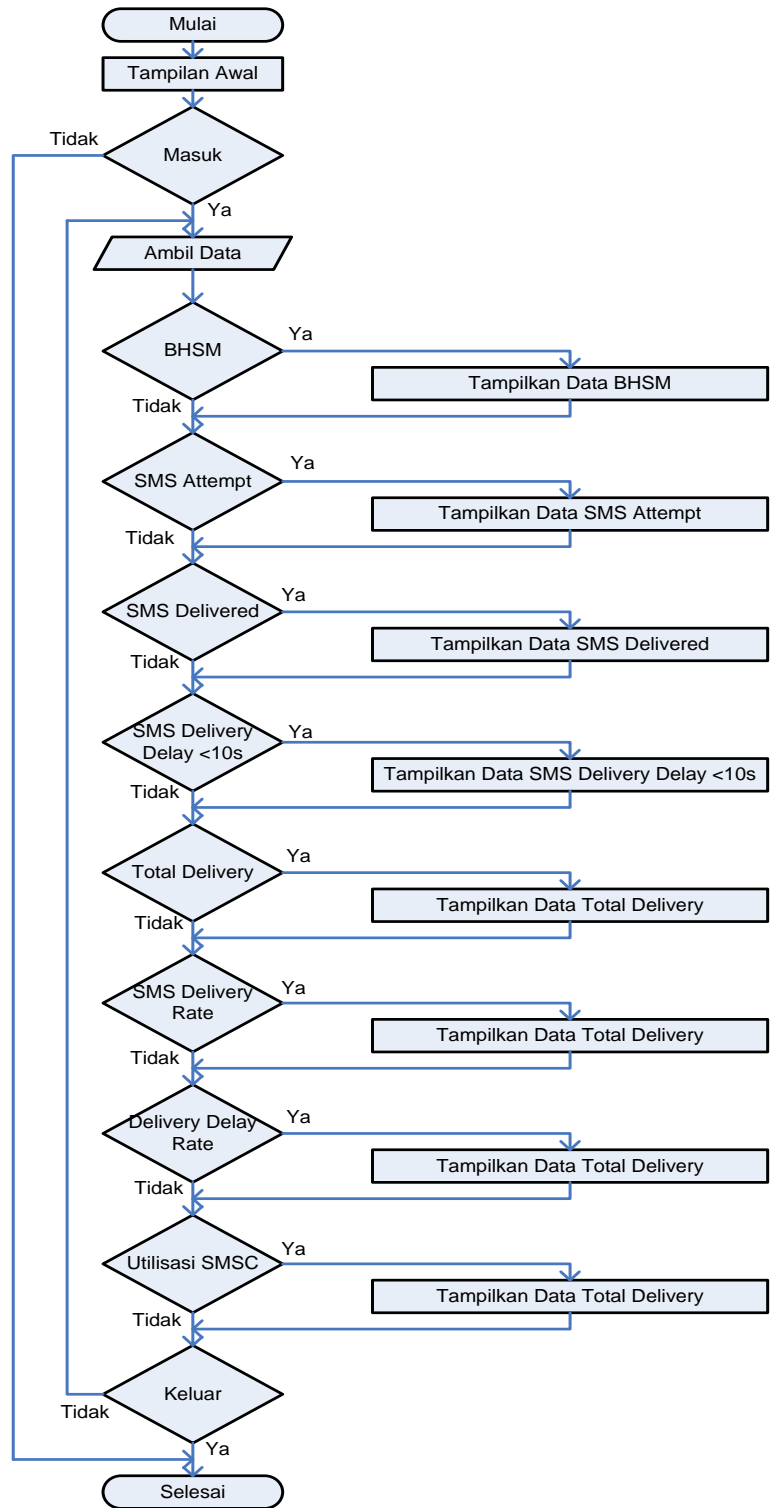 Mulai
Tampilan Awal
Tidak
Masuk
Ya
Ambil Data
BHSM
Ya
Tampilkan Data BHSM
Tidak
SMS Attempt
Ya
Tampilkan Data SMS Attempt
Tidak
SMS Delivered
Ya
Tampilkan Data SMS Delivered
Tidak
SMS Delivery
Delay <10s
Ya
Tampilkan Data SMS Delivery Delay <10s
Tidak
Total Delivery
Ya
Tampilkan Data Total Delivery
Tidak
SMS Delivery
Rate
Ya
Tampilkan Data Total Delivery
Tidak
Delivery Delay
Rate
Ya
Tampilkan Data Total Delivery
Tidak
Utilisasi SMSC
Ya
Tampilkan Data Total Delivery
Tidak
Keluar
Tidak
Ya
Selesai